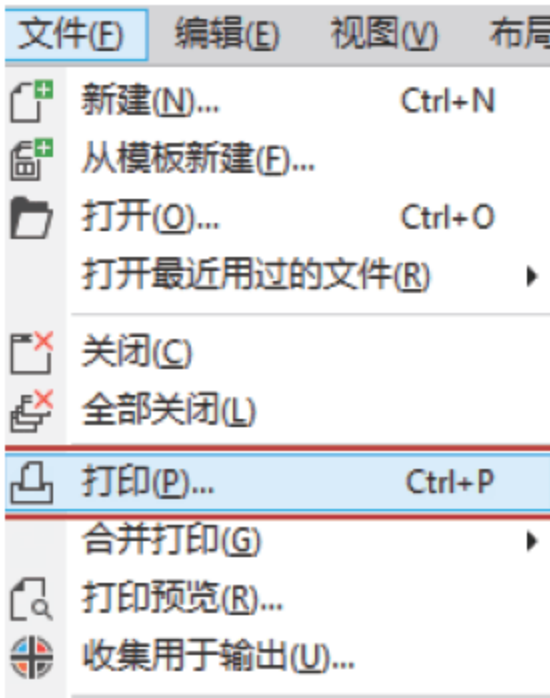 文件(F) 编辑(E) 视图(V) 布局
新建(N)... Ctrl+N
从模板新建(F)...
打开(O)... Ctrl+O
打开最近用过的文件(R)
关闭(C)
全部关闭(L)
打印(P)... Ctrl+P
合并打印(G)
打印预览(R)...
收集用于输出(U)...